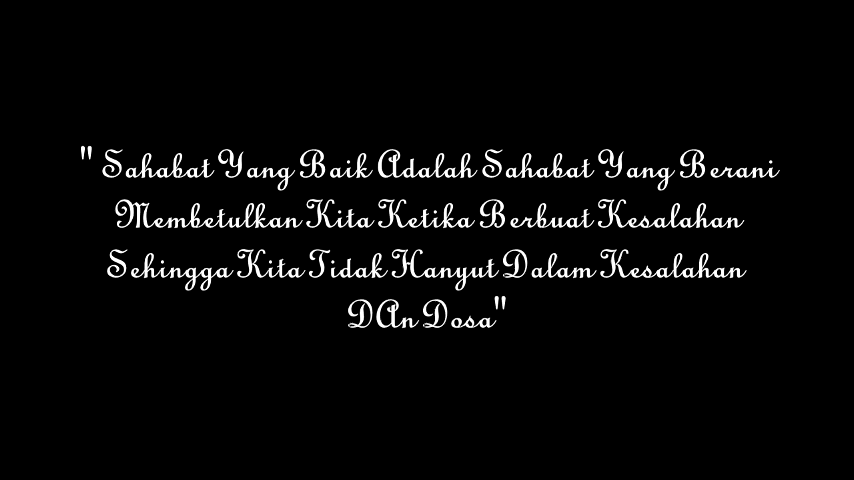 " Sahabat Yang Baik Adalah Sahabat Yang Berani
Membetulkan Kita Ketika Berbuat Kesalahan
Sehingga Kita Tidak Hanyut Dalam Kesalahan
DAn Dosa"